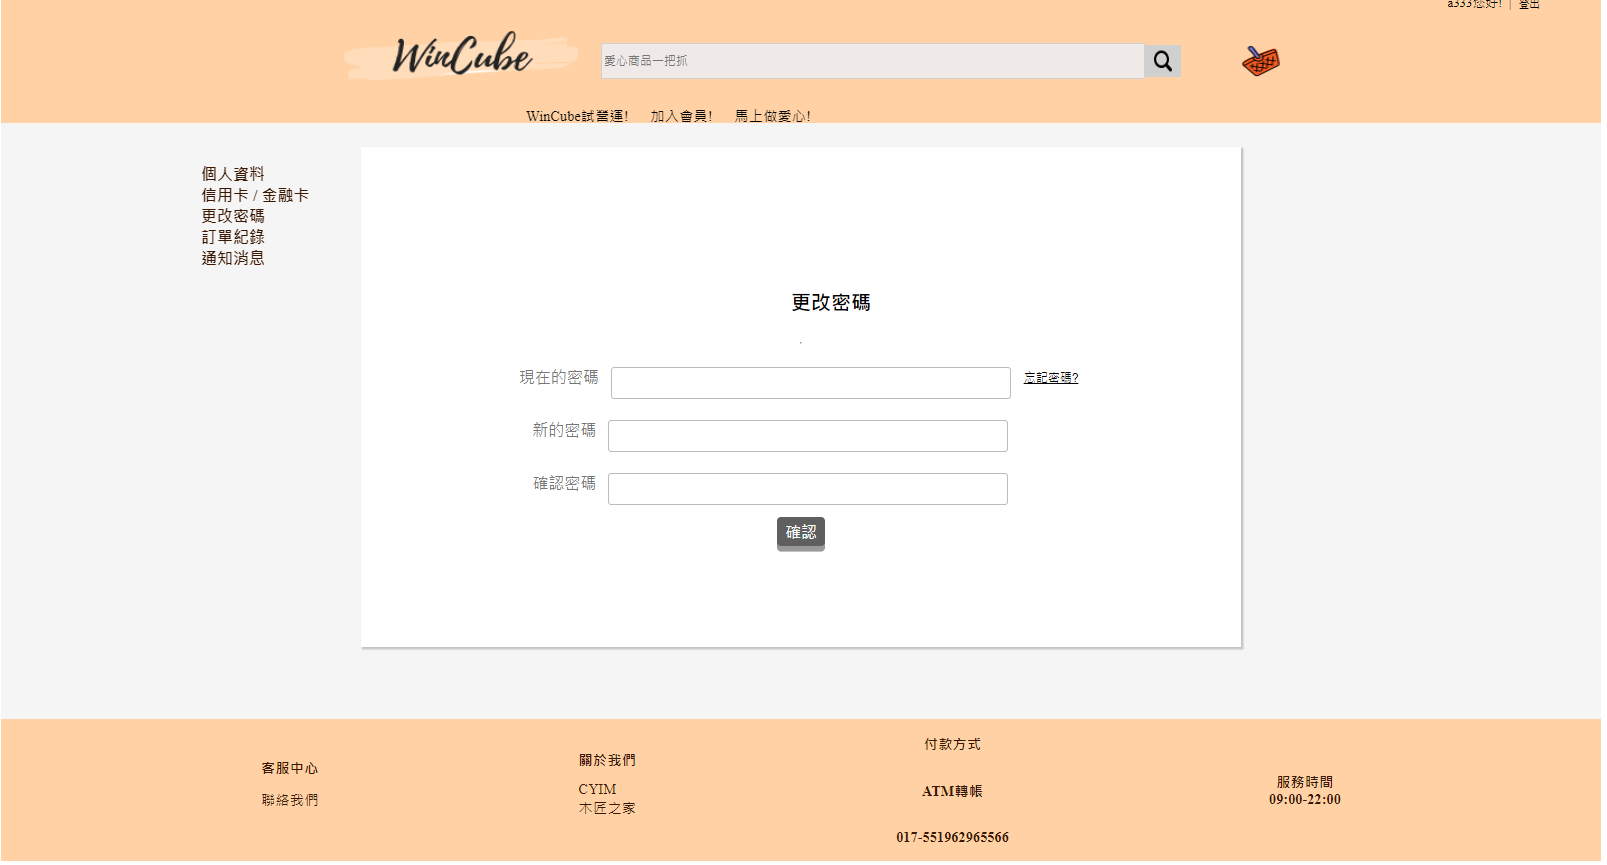 a333您好! | 登出
WinCube
愛心商品一把抓
WinCube試營運! 加入會員! 馬上做愛心!
個人資料
信用卡 / 金融卡
更改密碼
訂單紀錄
通知消息
更改密碼
現在的密碼 忘記密碼?
新的密碼
確認密碼
確認
客服中心
聯絡我們
關於我們
CYIM
木匠之家
付款方式
ATM轉帳
017-551962965566
服務時間
09:00-22:00